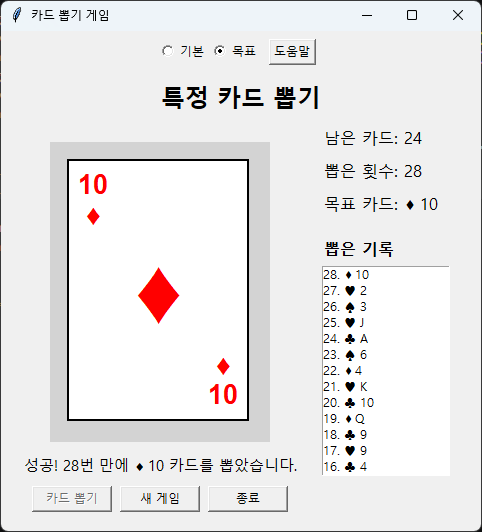 카드 뽑기 게임
기본 목표 도움말
특정 카드 뽑기
남은 카드: 24
뽑은 횟수: 28
목표 카드: ♦ 10
뽑은 기록
10
♦
♦
♦
10
28. ♦ 10
27. ♥ 2
26. ♠ 3
25. ♥ J
24. ♣ A
23. ♠ 6
22. ♦ 4
21. ♥ K
20. ♣ 10
19. ♦ Q
18. ♣ 9
17. ♥ 9
16. ♣ 4
성공! 28번 만에 ♦ 10 카드를 뽑았습니다.
카드 뽑기 새 게임 종료